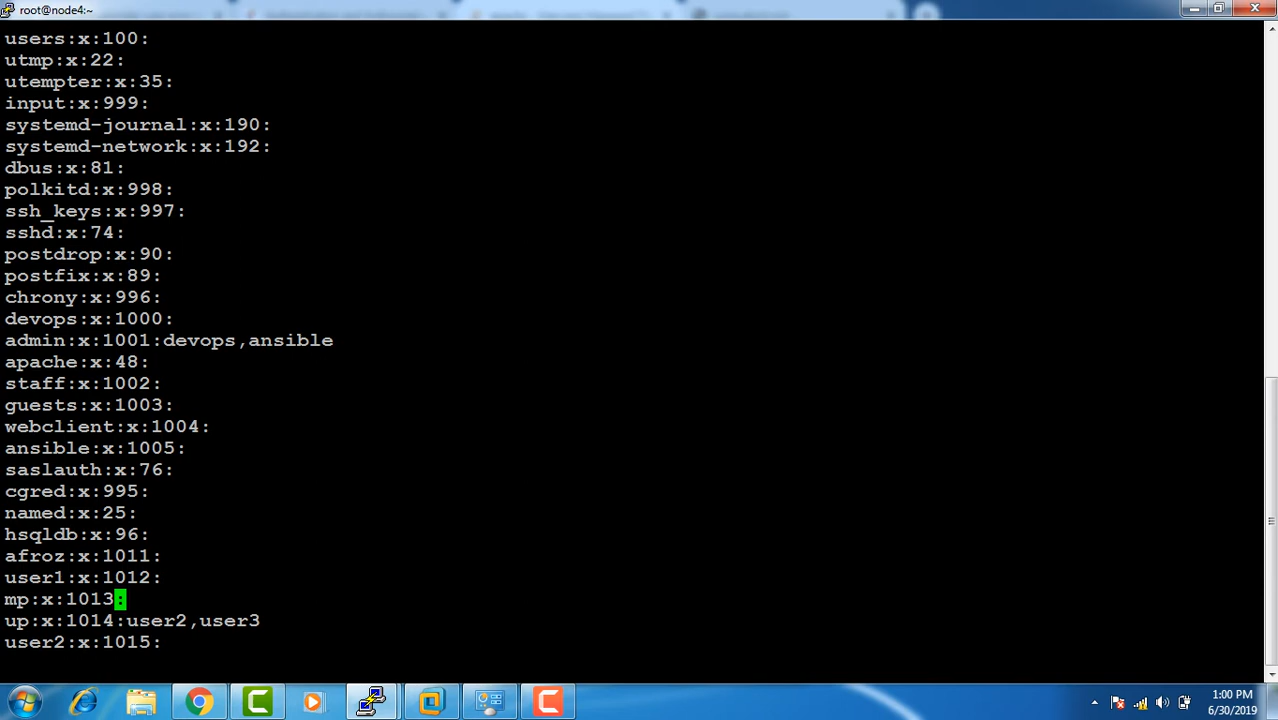 root@node4:~
users:x:100:
utmp:x:22:
utempter:x:35:
input:x:999:
systemd-journal:x:190:
systemd-network:x:192:
dbus:x:81:
polkitd:x:998:
ssh_keys:x:997:
sshd:x:74:
postdrop:x:90:
postfix:x:89:
chrony:x:996:
devops:x:1000:
admin:x:1001:devops,ansible
apache:x:48:
staff:x:1002:
guests:x:1003:
webclient:x:1004:
ansible:x:1005:
saslauth:x:76:
cgred:x:995:
named:x:25:
hsqldb:x:96:
afroz:x:1011:
user1:x:1012:
mp:x:1013:
up:x:1014:user2,user3
user2:x:1015:
1:00 PM
6/30/2019